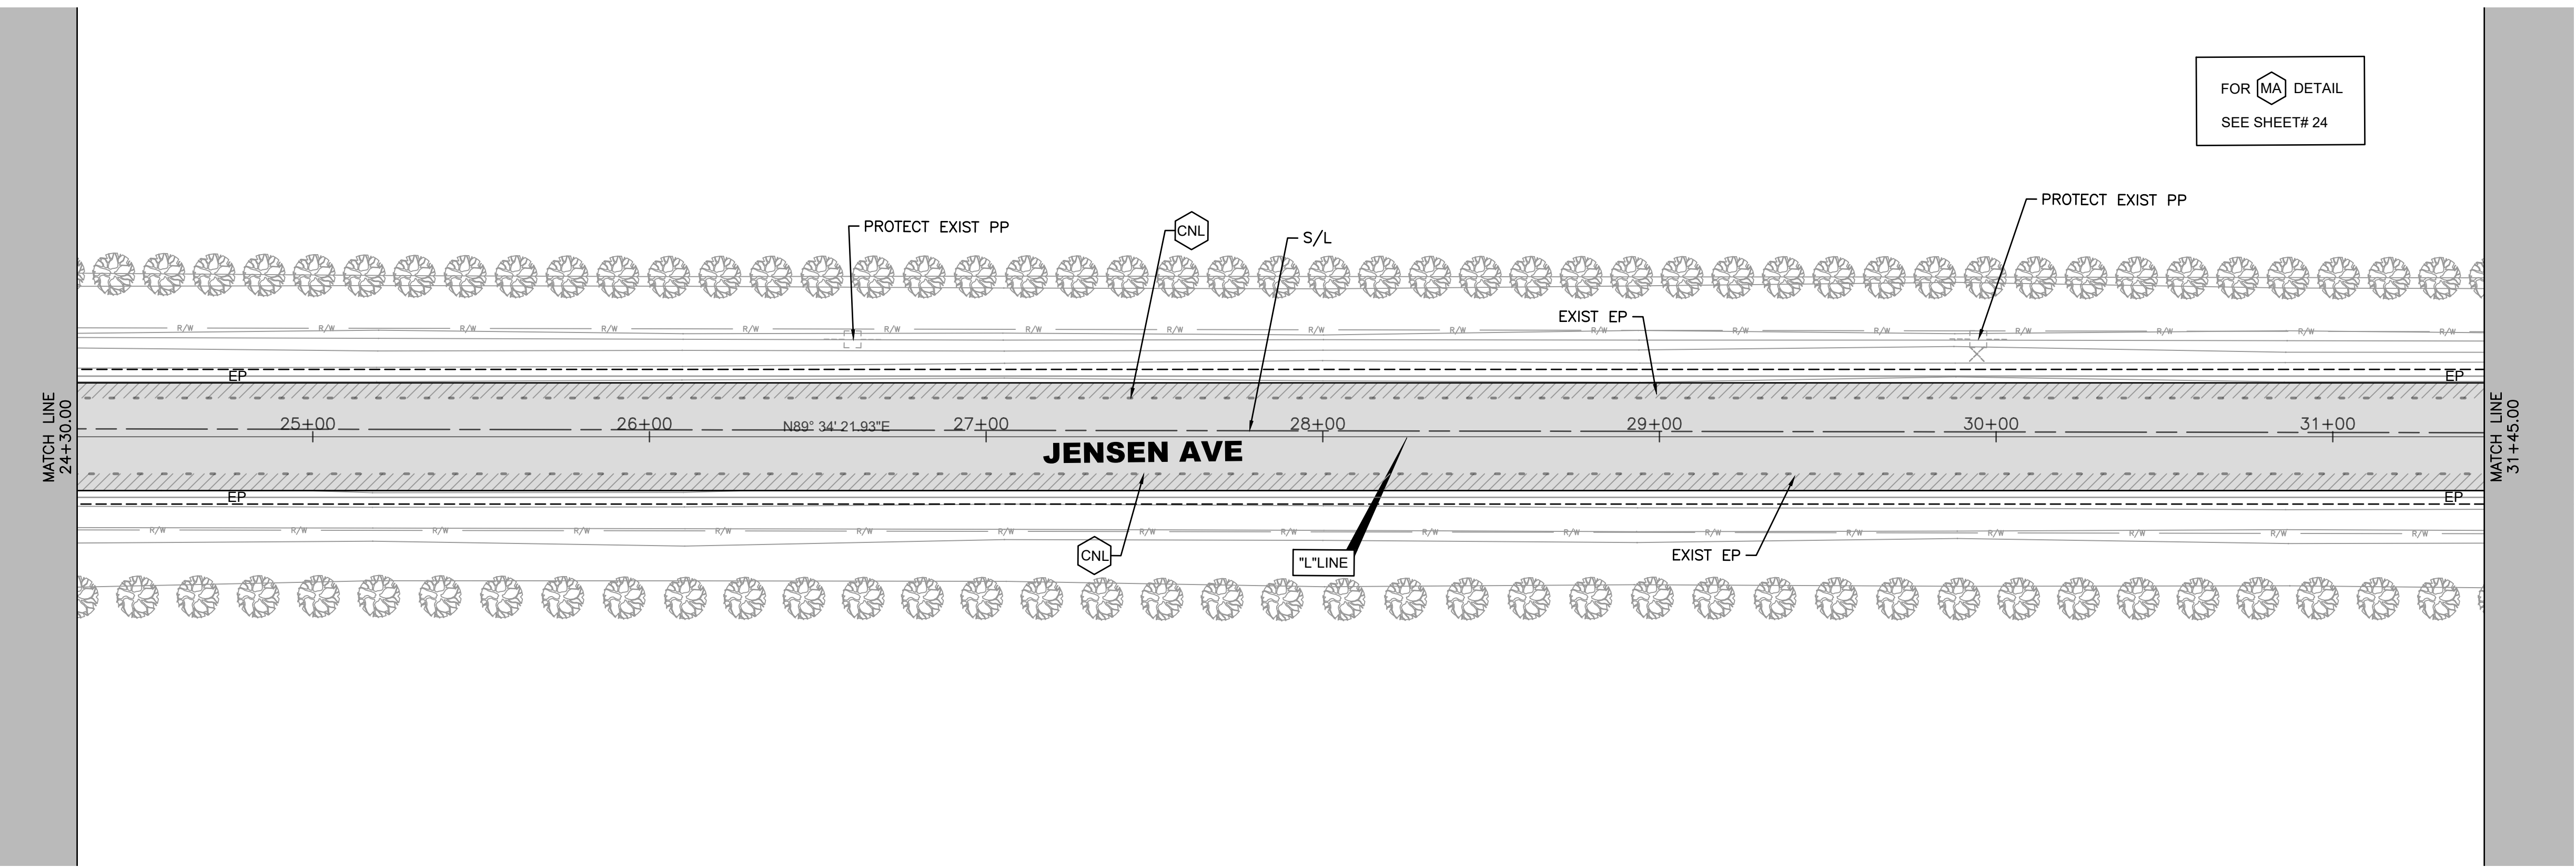 FOR MA DETAIL
SEE SHEET# 24
PROTECT EXIST PP
PROTECT EXIST PP
CNL
S/L
EXIST EP
R/W R/W R/W R/W R/W R/W R/W R/W R/W R/W R/W R/W R/W R/W R/W R/W R/W
EP
EP
MATCH LINE
24+30.00
25+00
26+00
N89° 34' 21.93"E
27+00
28+00
29+00
30+00
31+00
MATCH LINE
31+45.00
JENSEN AVE
EP
EP
R/W R/W R/W R/W R/W R/W R/W R/W R/W R/W R/W R/W R/W R/W R/W R/W R/W
CNL
"L"LINE
EXIST EP